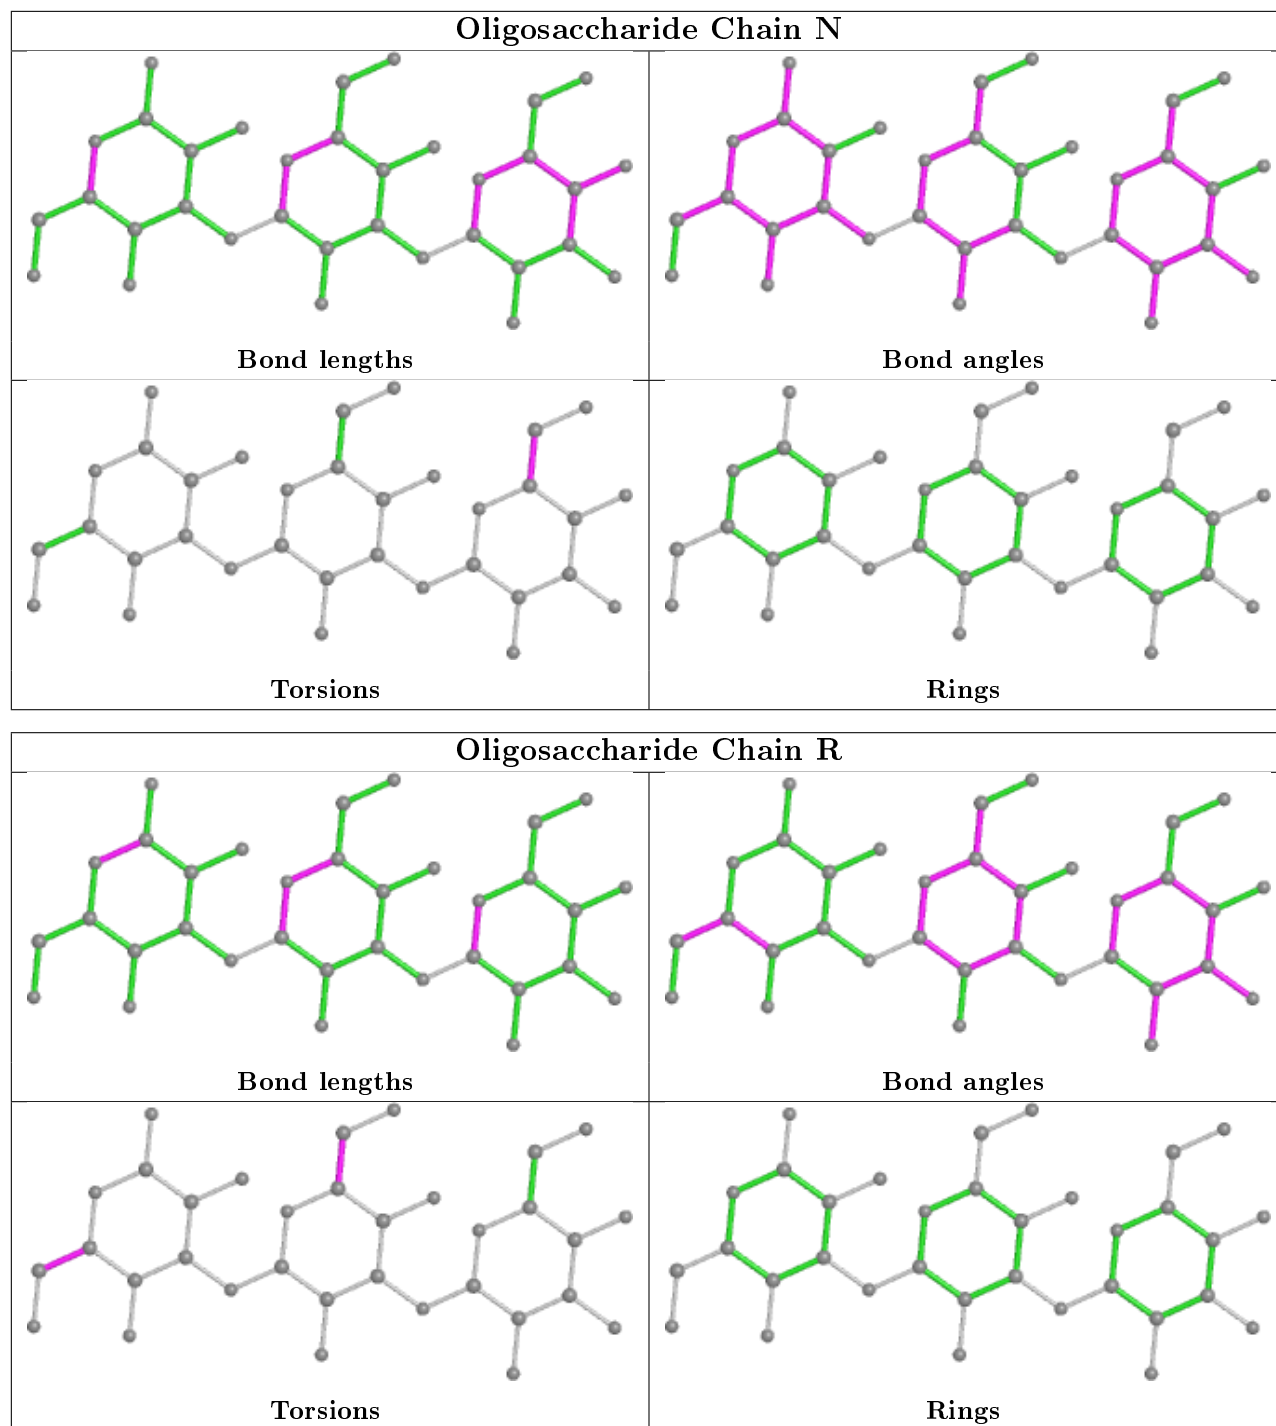 Oligosaccharide Chain N
Bond lengths
Bond angles
Torsions
Rings
Oligosaccharide Chain R
Bond lengths
Bond angles
Torsions
Rings